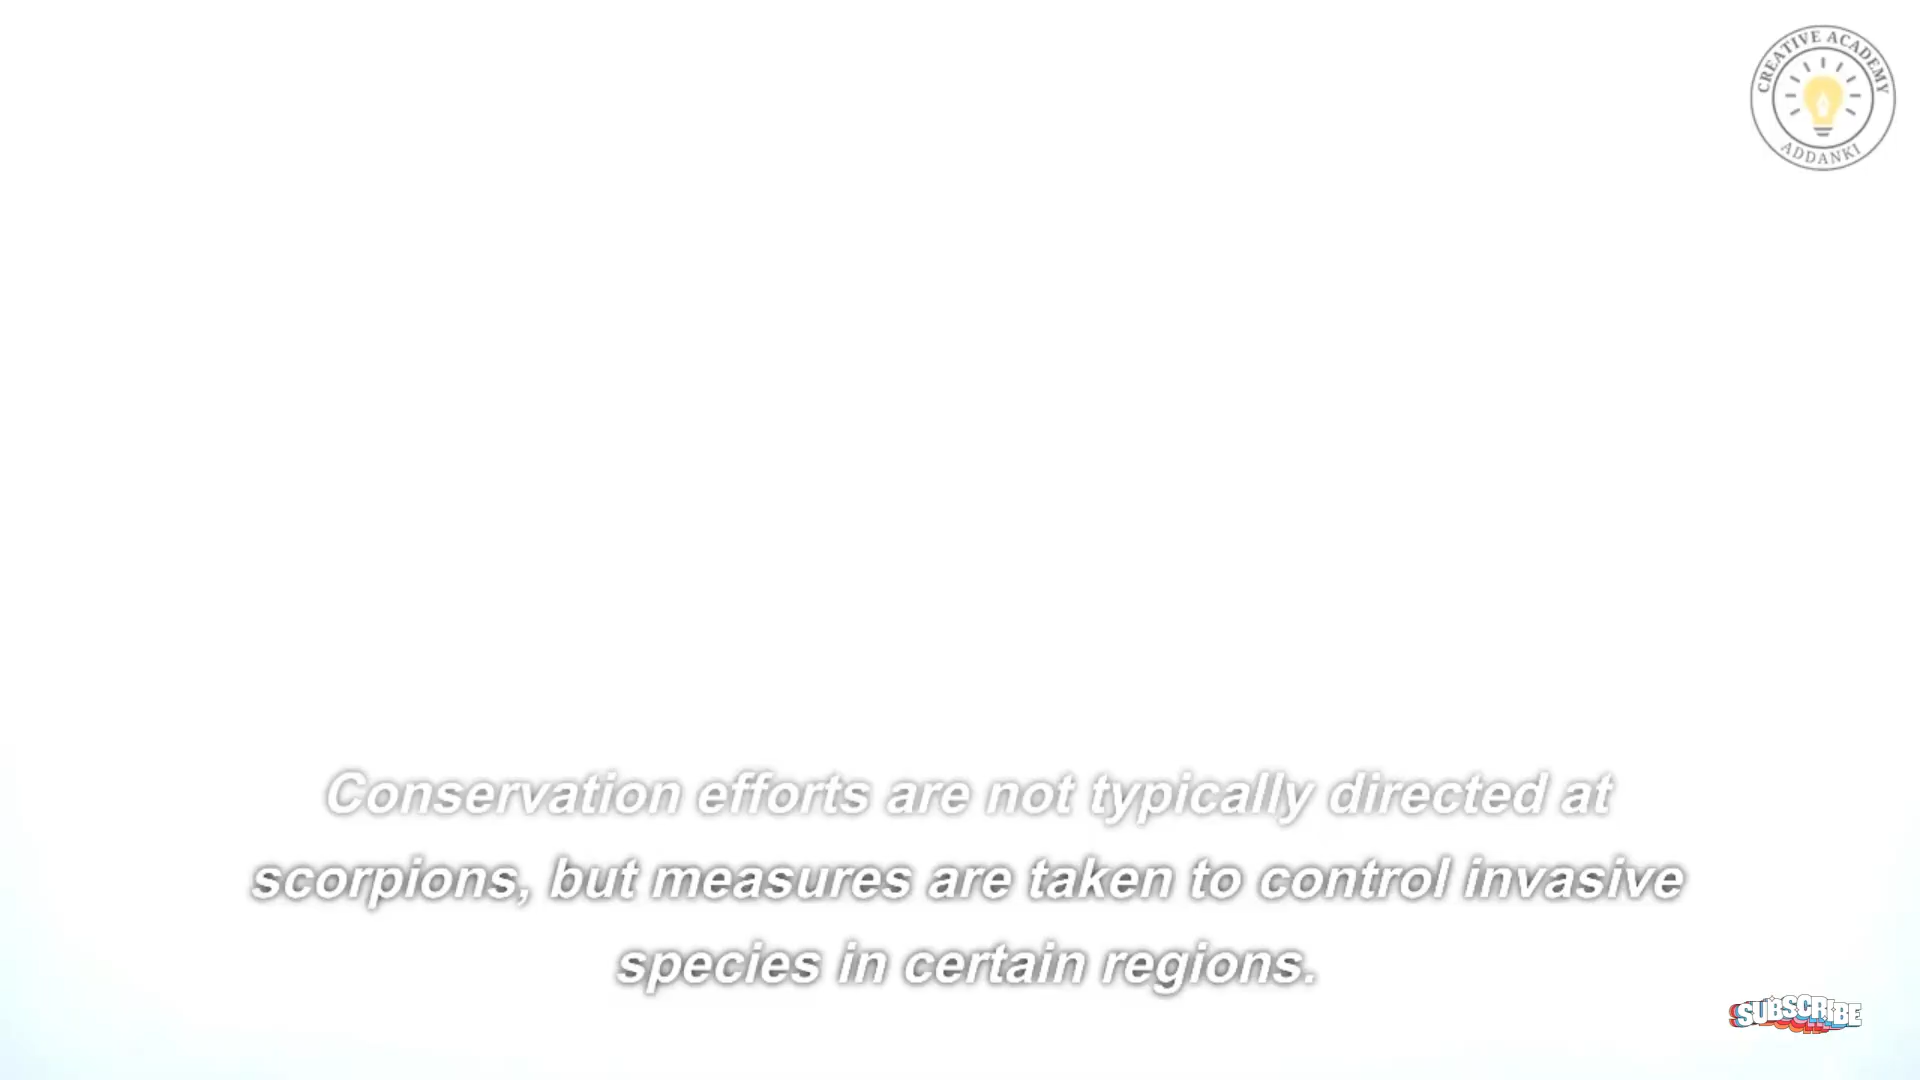 CREATIVE ACADEMY
ADDANKI
Conservation efforts are not typically directed at
scorpions, but measures are taken to control invasive
species in certain regions.
SUBSCRIBE